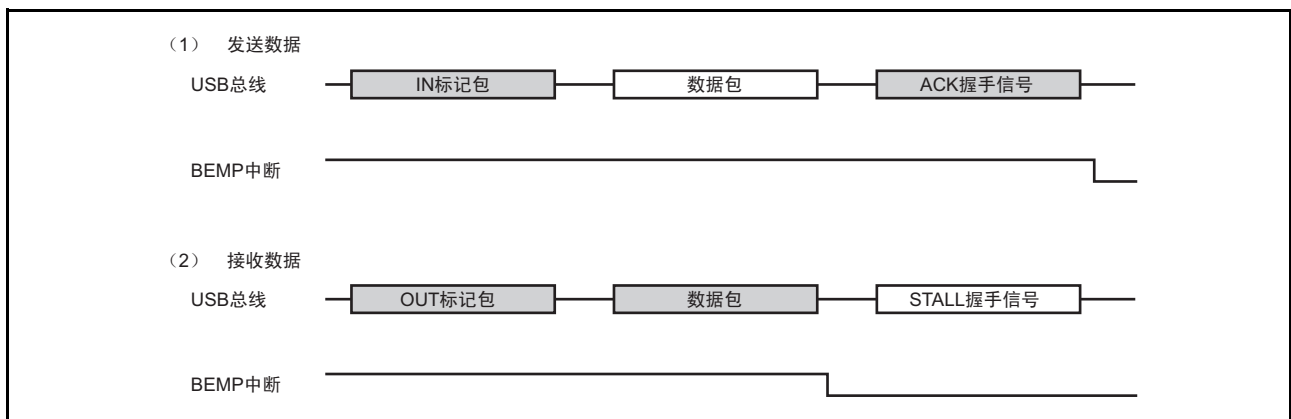 （1） 发送数据
USB总线 IN标记包 数据包 ACK握手信号
BEMP中断
（2） 接收数据
USB总线 OUT标记包 数据包 STALL握手信号
BEMP中断